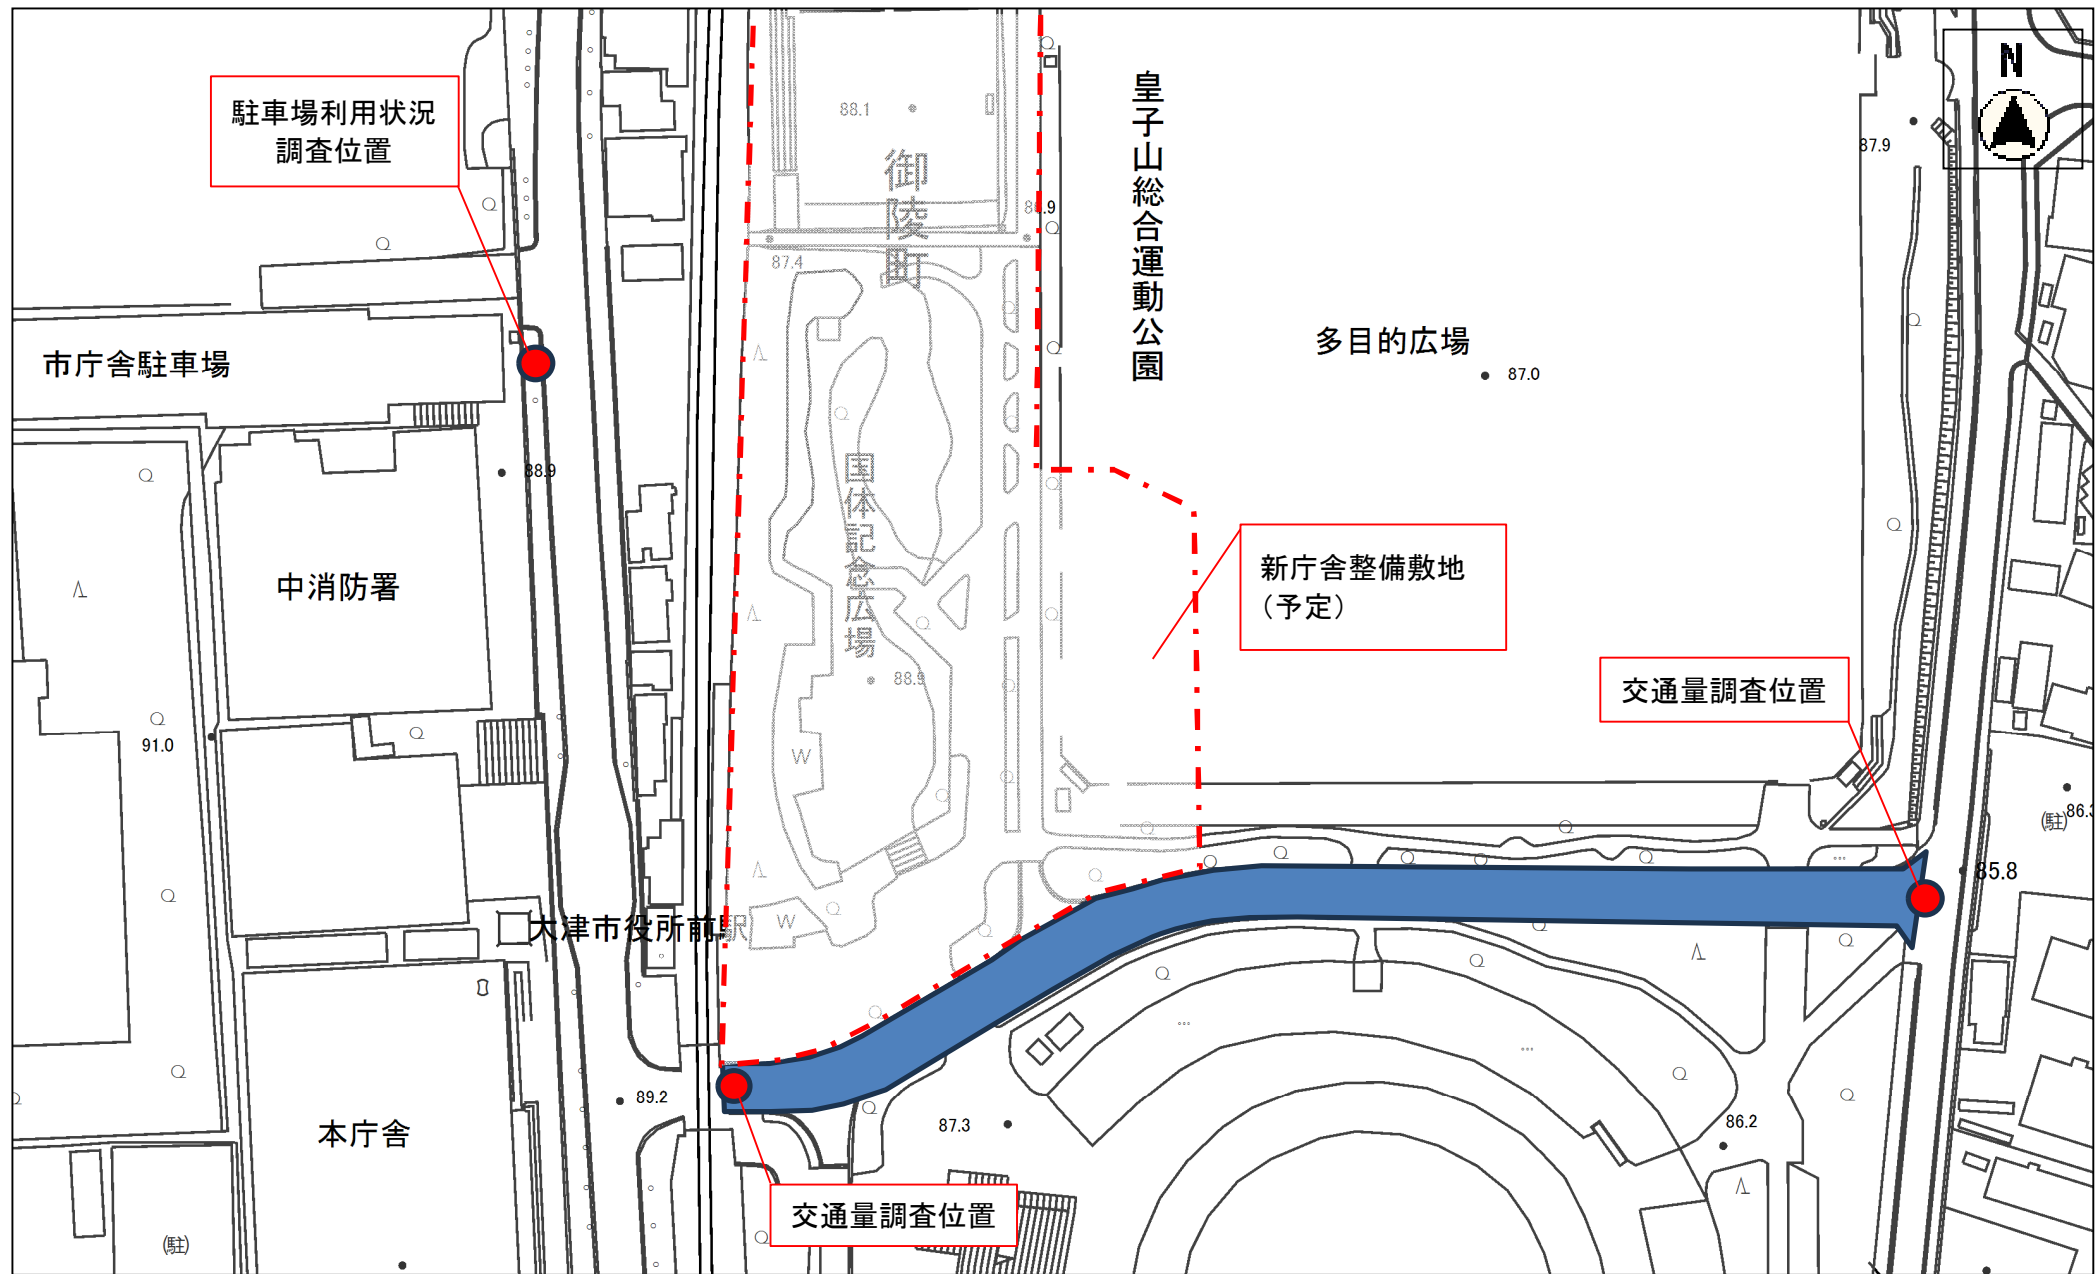 N
駐車場利用状況
調査位置
皇子山総合運動公園
88.1
87.9
御陵町
87.4
多目的広場
87.0
市庁舎駐車場
88.9
国体記念広場
中消防署
新庁舎整備敷地
（予定）
88.9
交通量調査位置
91.0
W
86.3
(駐)
85.8
大津市役所前駅
W
89.2
87.3
86.2
本庁舎
交通量調査位置
(駐)